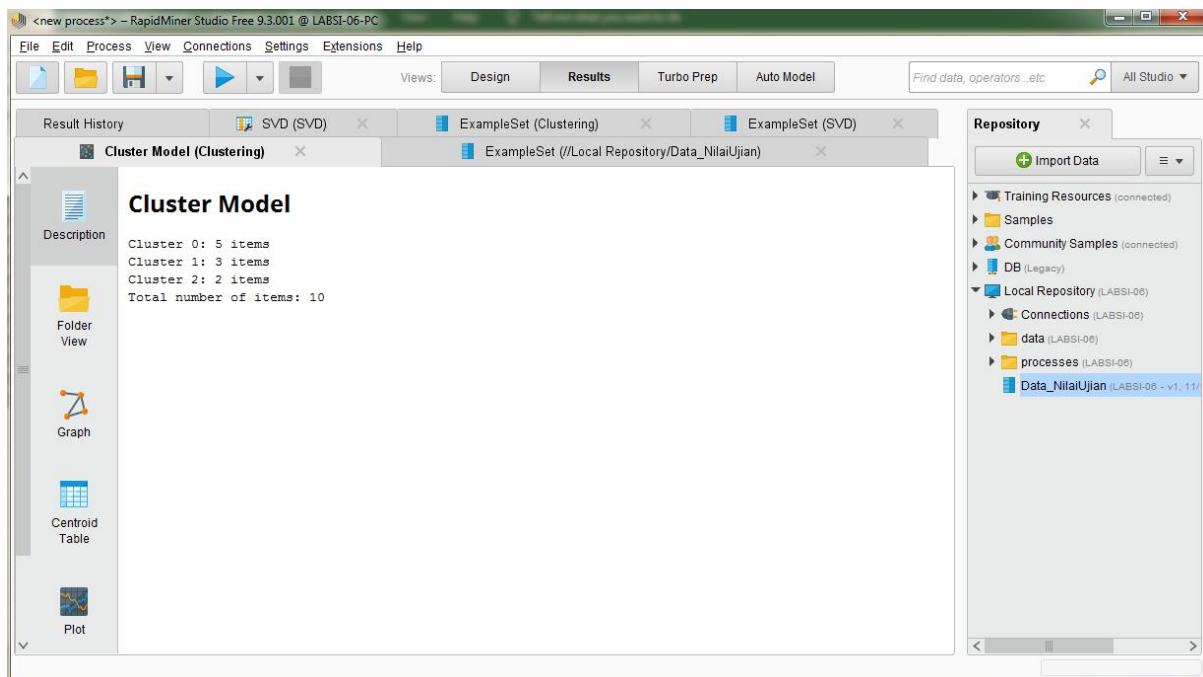 <new process*> – RapidMiner Studio Free 9.3.001 @ LABSI-06-PC
File Edit Process View Connections Settings Extensions Help
Views: Design Results Turbo Prep Auto Model Find data, operators...etc All Studio
Result History SVD (SVD) ExampleSet (Clustering) ExampleSet (SVD)
Cluster Model (Clustering) ExampleSet (//Local Repository/Data_NilaiUjian)
Description
Folder
View
Graph
Centroid
Table
Plot
Cluster Model
Cluster 0: 5 items
Cluster 1: 3 items
Cluster 2: 2 items
Total number of items: 10
Repository
Import Data
Training Resources (connected)
Samples
Community Samples (connected)
DB (Legacy)
Local Repository (LABSI-06)
Connections (LABSI-06)
data (LABSI-06)
processes (LABSI-06)
Data_NilaiUjian (LABSI-06 - v1, 11/